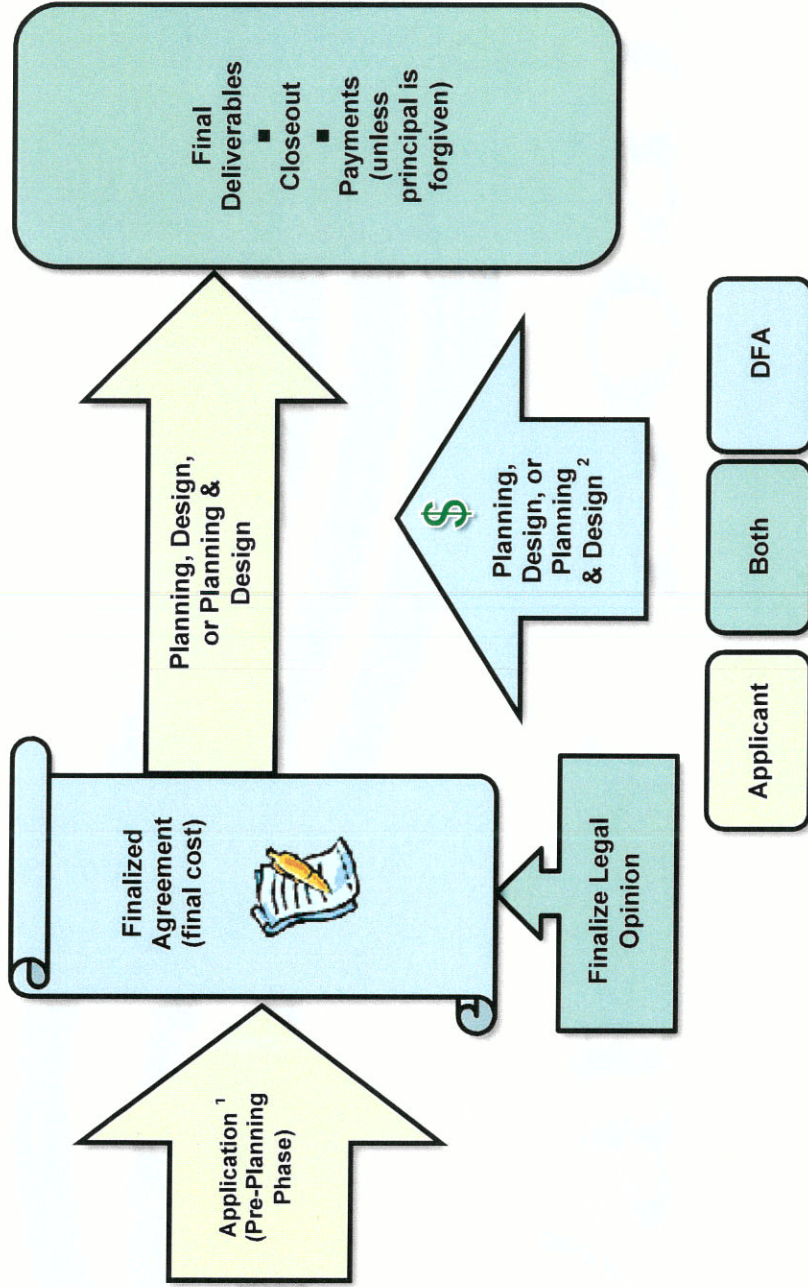 Application ¹
(Pre-Planning
Phase)
Finalized
Agreement
(final cost)
Finalize Legal
Opinion
Planning, Design,
or Planning &
Design
$
Planning,
Design, or
Planning
& Design ²
Final
Deliverables
▪
Closeout
▪
Payments
(unless
principal is
forgiven)
Applicant
Both
DFA